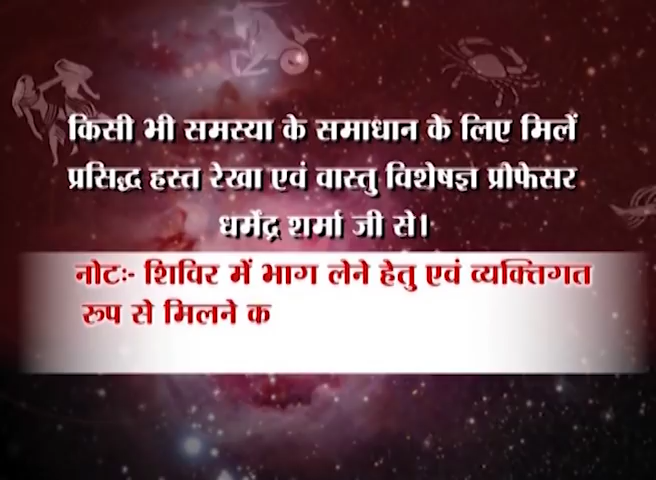 किसी भी समस्या के समाधान के लिए मिलें
प्रसिद्ध हस्त रेखा एवं वास्तु विशेषज्ञ प्रीफेसर
धर्मेंद्र शर्मा जी से।
नोटः- शिविर में भाग लेने हेतु एवं व्यक्तिगत
रूप से मिलने क